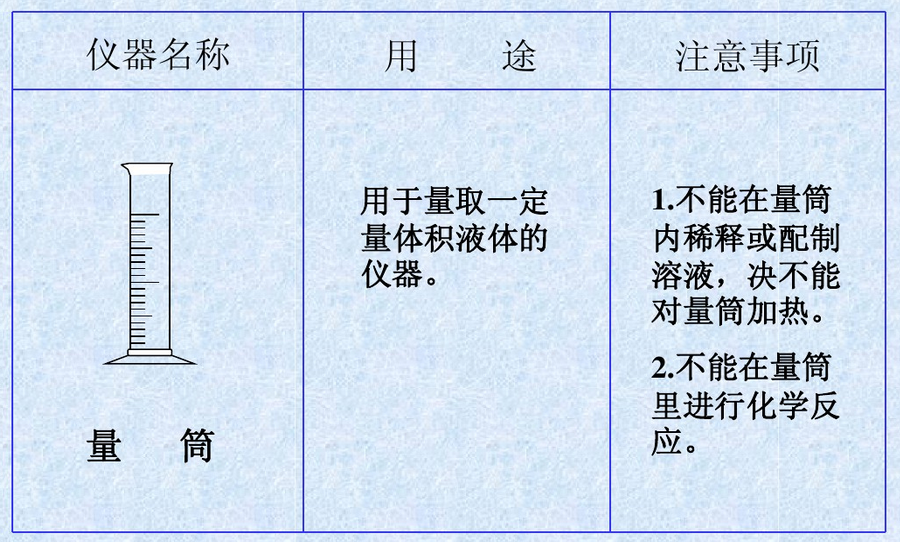 仪器名称
用 途
注意事项
量 筒
用于量取一定
量体积液体的
仪器。
1.不能在量筒
内稀释或配制
溶液，决不能
对量筒加热。
2.不能在量筒
里进行化学反
应。